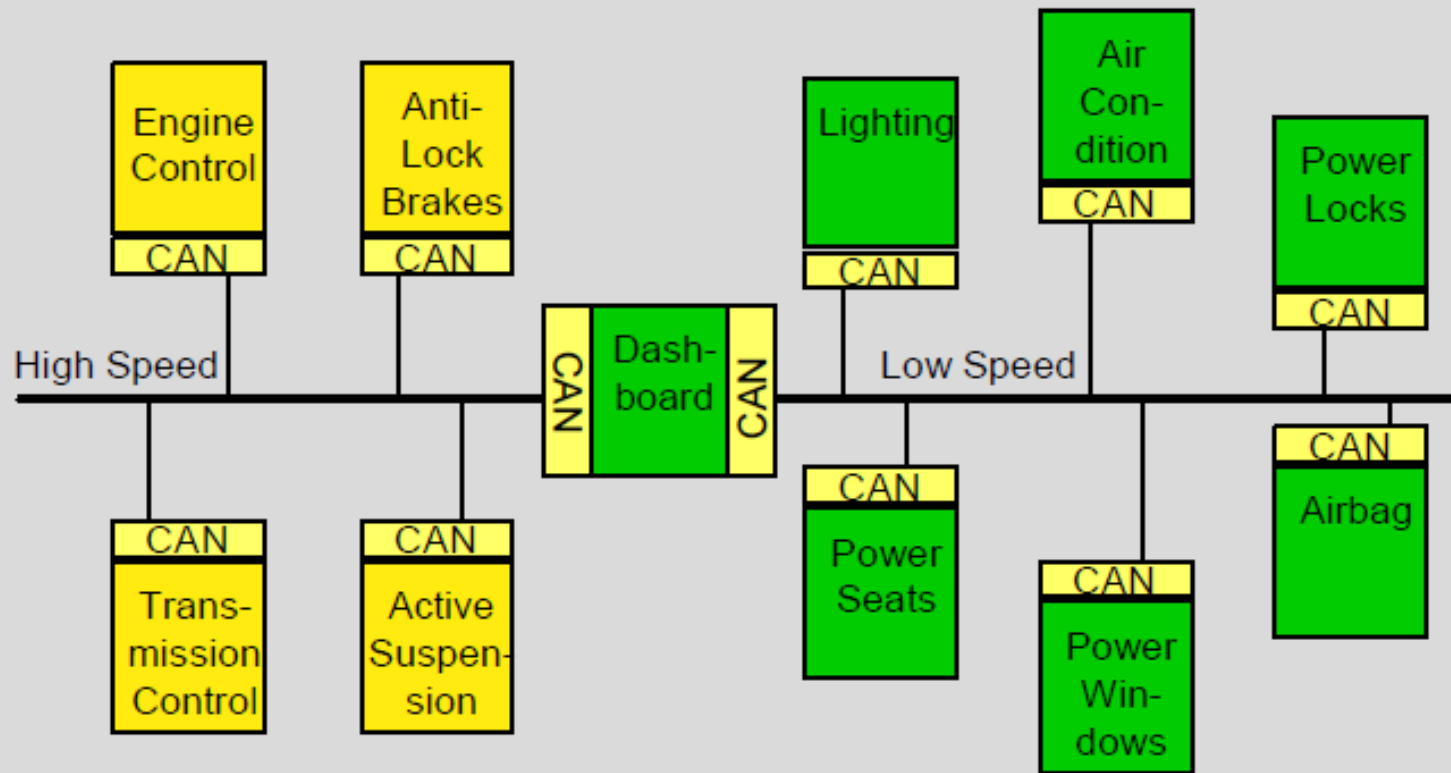 Engine
Control
CAN
Anti-
Lock
Brakes
CAN
Lighting
CAN
Air
Con-
dition
CAN
Power
Locks
CAN
High Speed
CAN
Dash-
board
CAN
Low Speed
CAN
Trans-
mission
Control
CAN
Active
Suspen-
sion
CAN
Power
Seats
CAN
Power
Win-
dows
CAN
Airbag